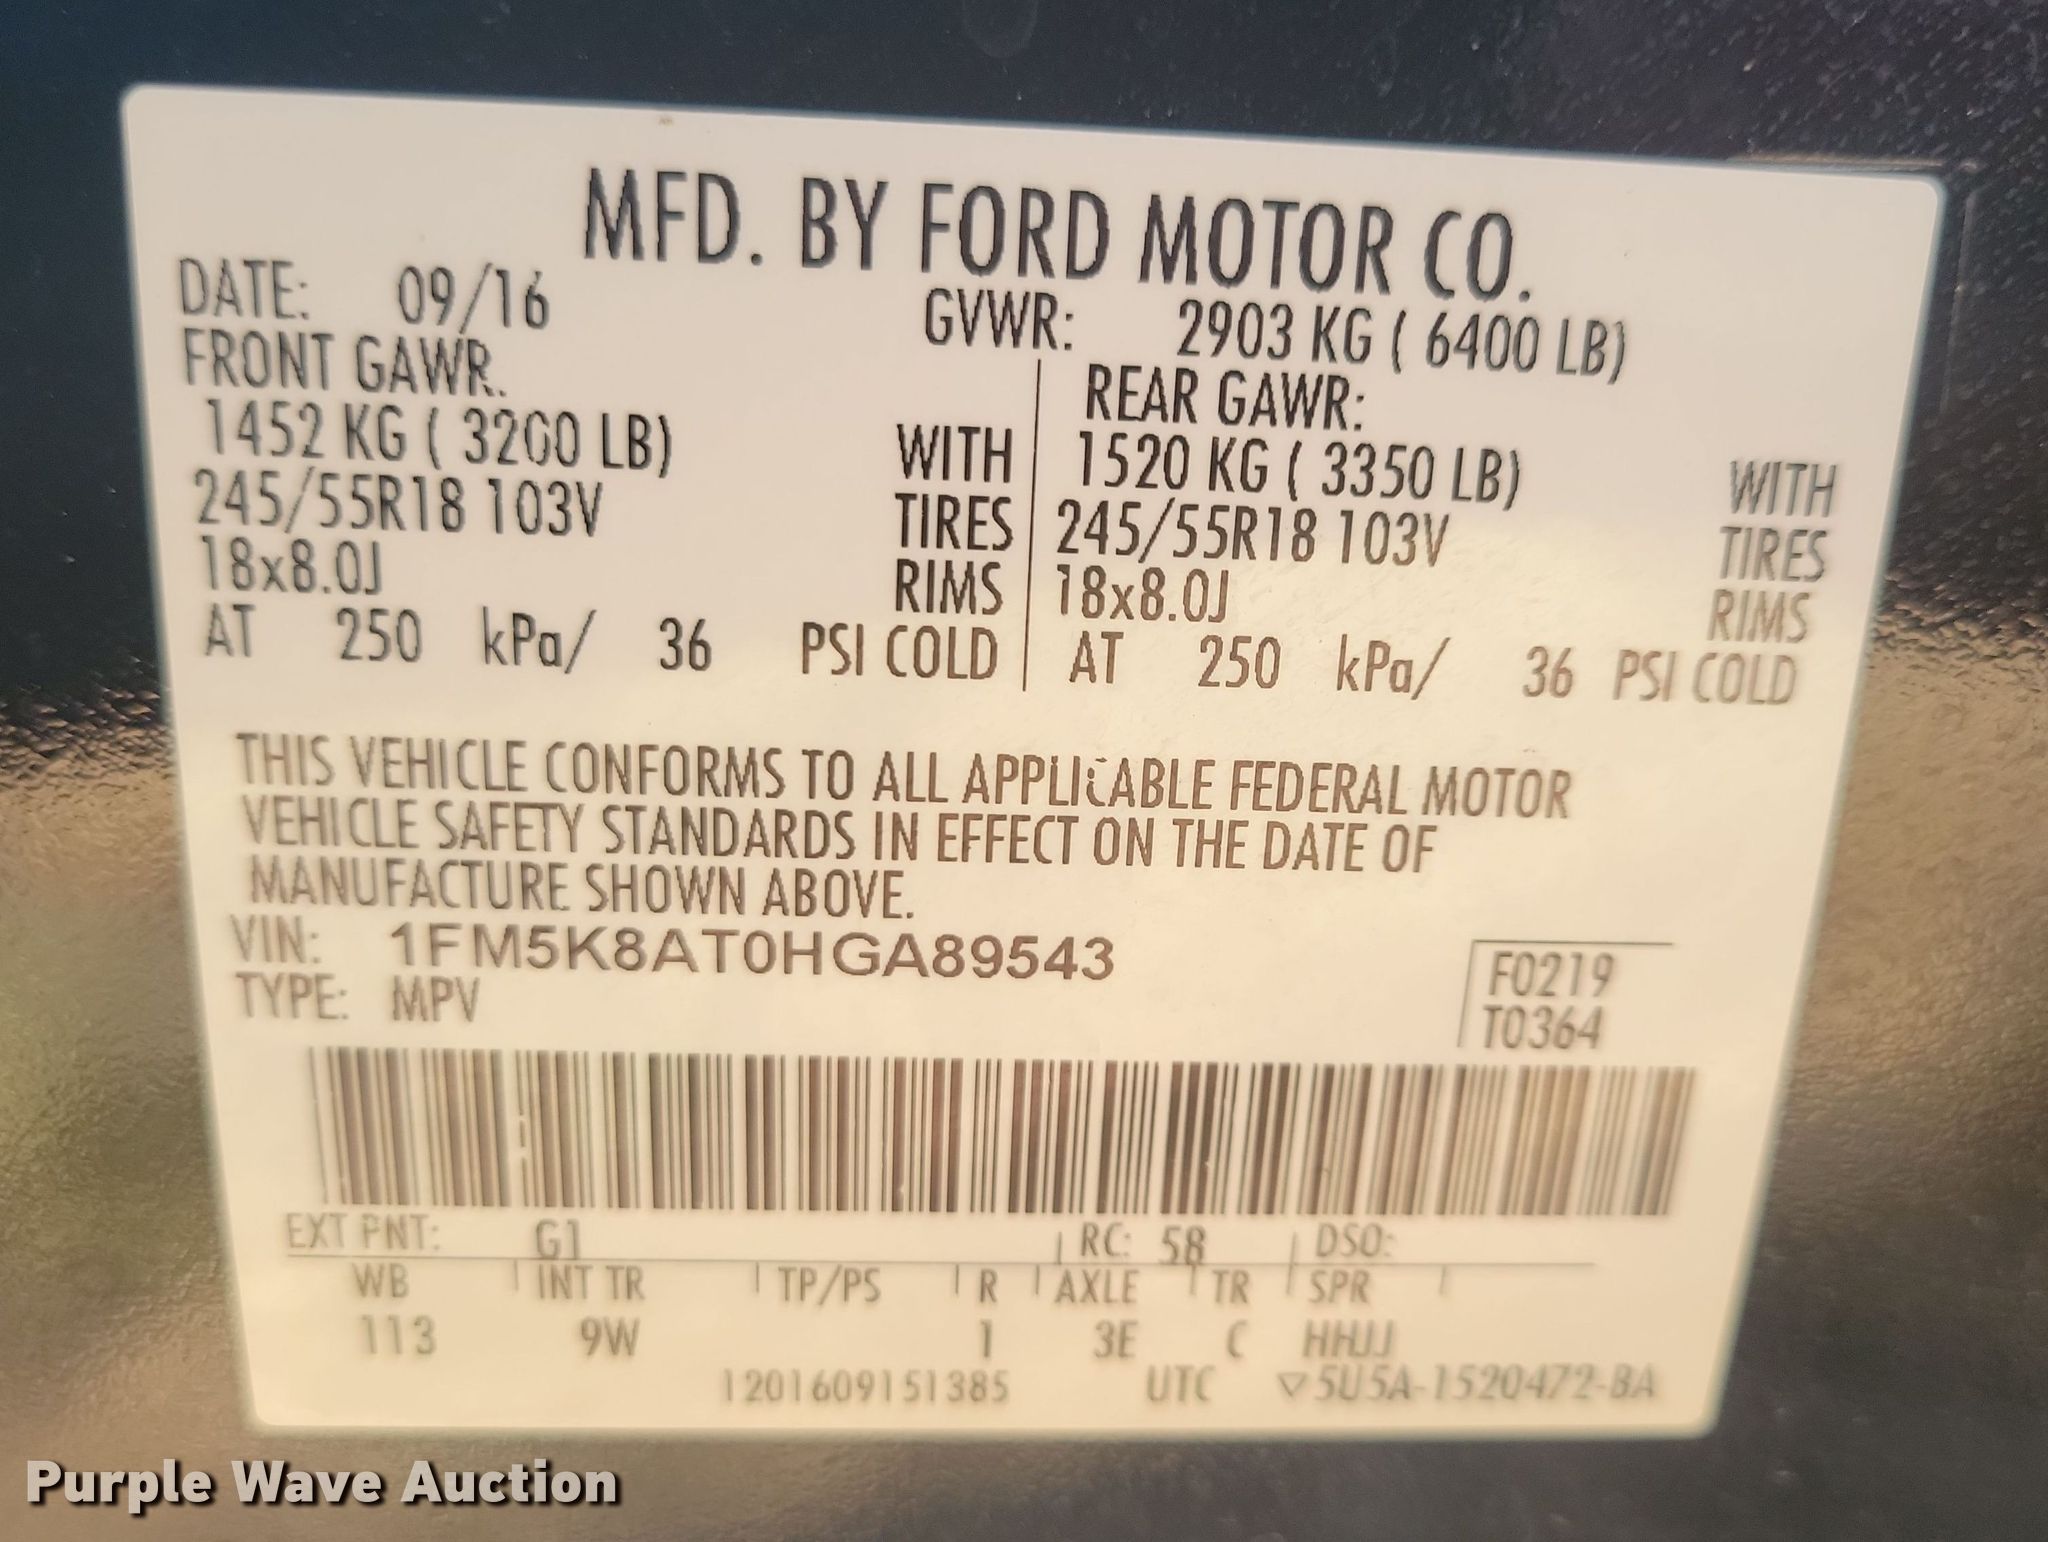 MFD. BY FORD MOTOR CO.
DATE: 09/16 GVWR: 2903 KG ( 6400 LB)
FRONT GAWR. REAR GAWR:
1452 KG ( 3200 LB) WITH 1520 KG ( 3350 LB) WITH
245/55R18 103V TIRES 245/55R18 103V TIRES
18x8.0J RIMS 18x8.0J RIMS
AT 250 kPa/ 36 PSI COLD AT 250 kPa/ 36 PSI COLD
THIS VEHICLE CONFORMS TO ALL APPLICABLE FEDERAL MOTOR
VEHICLE SAFETY STANDARDS IN EFFECT ON THE DATE OF
MANUFACTURE SHOWN ABOVE.
VIN: 1FM5K8AT0HGA89543
TYPE: MPV
F0219
T0364
EXT PNT: G1 RC: 58 DSO:
WB INT TR TP/PS R AXLE TR SPR
113 9W 1 3E C HHJJ
1201609151385 UTC ▽5U5A-1520472-BA
Purple Wave Auction